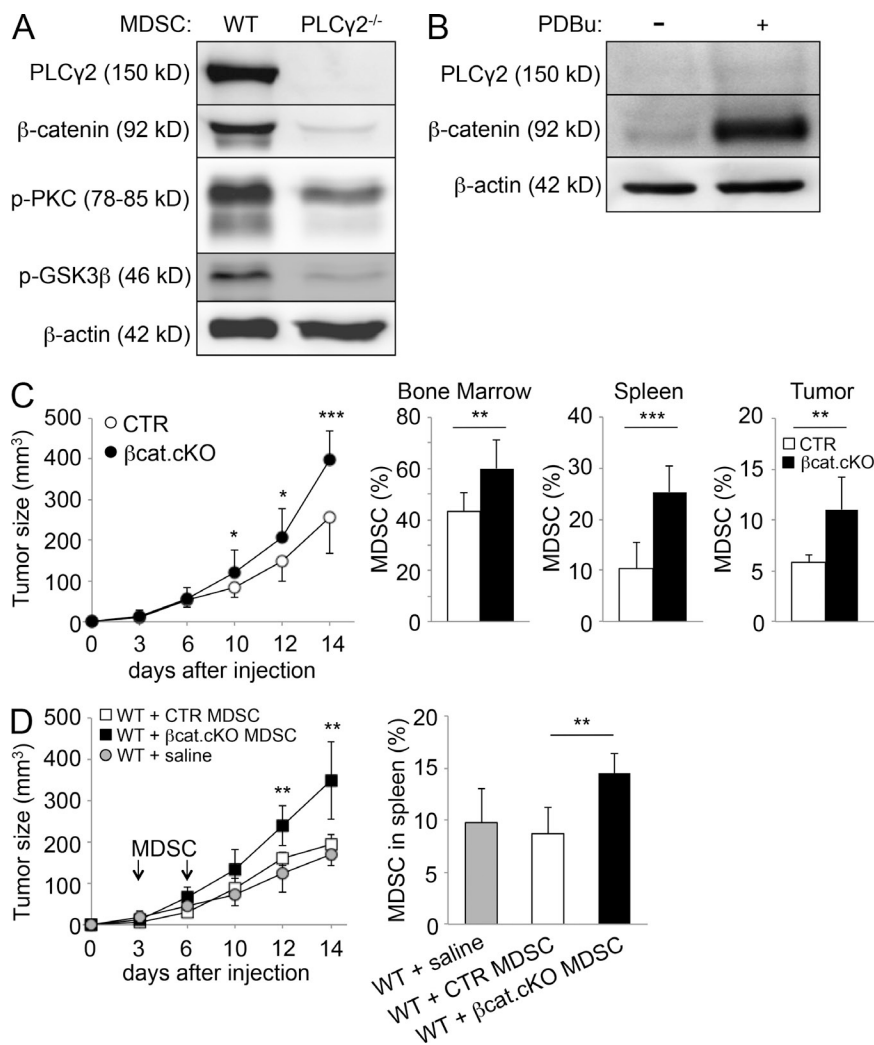 A MDSC: WT PLCγ2-/-
PLCγ2 (150 kD)
β-catenin (92 kD)
p-PKC (78-85 kD)
p-GSK3β (46 kD)
β-actin (42 kD)
B PDBu: - +
PLCγ2 (150 kD)
β-catenin (92 kD)
β-actin (42 kD)
C
Tumor size (mm3)
500
400
300
200
100
0
CTR
βcat.cKO
*
*
***
0 3 6 10 12 14
days after injection
Bone Marrow
MDSC (%)
80
60
40
20
0
**
Spleen
MDSC (%)
40
30
20
10
0
***
Tumor
MDSC (%)
20
15
10
5
0
**
CTR
βcat.cKO
D
Tumor size (mm3)
500
400
300
200
100
0
WT + CTR MDSC
WT + βcat.cKO MDSC
WT + saline
MDSC
**
**
0 3 6 10 12 14
days after injection
MDSC in spleen (%)
20
15
10
5
0
**
WT + saline
WT + CTR MDSC
WT + βcat.cKO MDSC